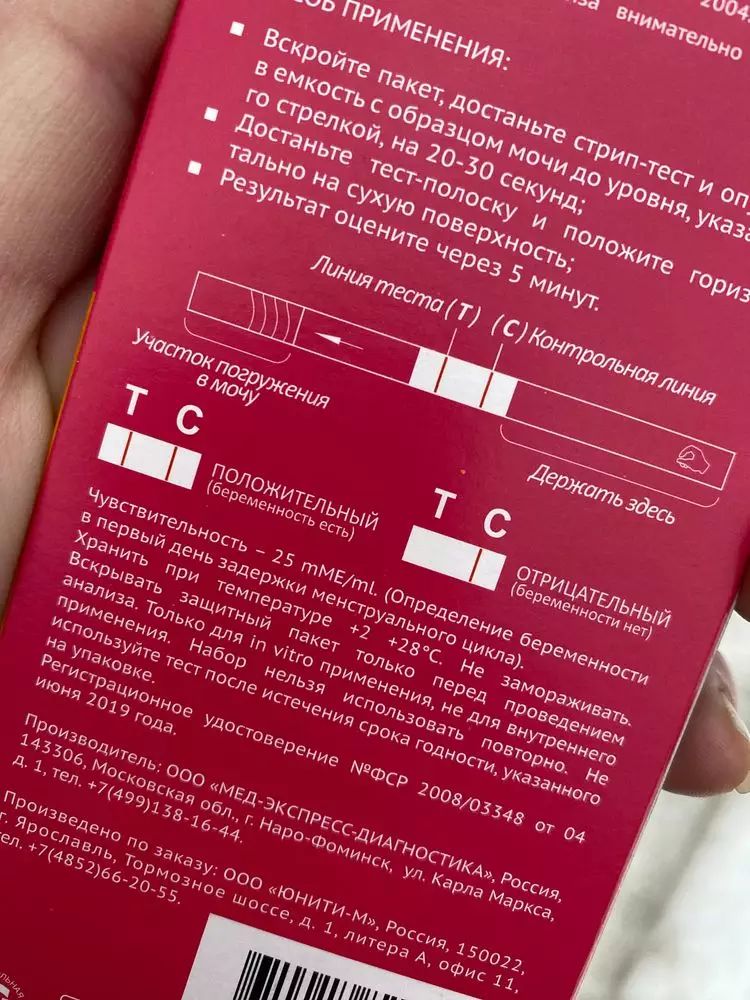 2004
внимательно
ПРИМЕНЕНИЯ:
Вскройте пакет, достаньте стрип-тест и оп
в емкость с образцом мочи до уровня, указа
го стрелкой, на 20-30 секунд;
Достаньте тест-полоску и положите гориз
тально на сухую поверхность;
Результат оцените через 5 минут.
Линия теста (T) (C) Контрольная линия
Участок погружения
в мочу
Держать здесь
T C
ПОЛОЖИТЕЛЬНЫЙ
(беременность есть)
T C
ОТРИЦАТЕЛЬНЫЙ
(беременности нет)
Чувствительность – 25 mME/ml. (Определение беременности
в первый день задержки менструального цикла).
Хранить при температуре +2 +28°C. Не замораживать.
Вскрывать защитный пакет только перед проведением
анализа. Только для in vitro применения, не для внутреннего
применения. Набор нельзя использовать повторно. Не
используйте тест после истечения срока годности, указанного
на упаковке.
Регистрационное удостоверение №ФСР 2008/03348 от 04
июня 2019 года.
Производитель: ООО «МЕД-ЭКСПРЕСС-ДИАГНОСТИКА», Россия,
143306, Московская обл., г. Наро-Фоминск, ул. Карла Маркса,
д. 1, тел. +7(499)138-16-44.
Произведено по заказу: ООО «ЮНИТИ-М», Россия, 150022,
г. Ярославль, Тормозное шоссе, д. 1, литера А, офис 11,
тел. +7(4852)66-20-55.